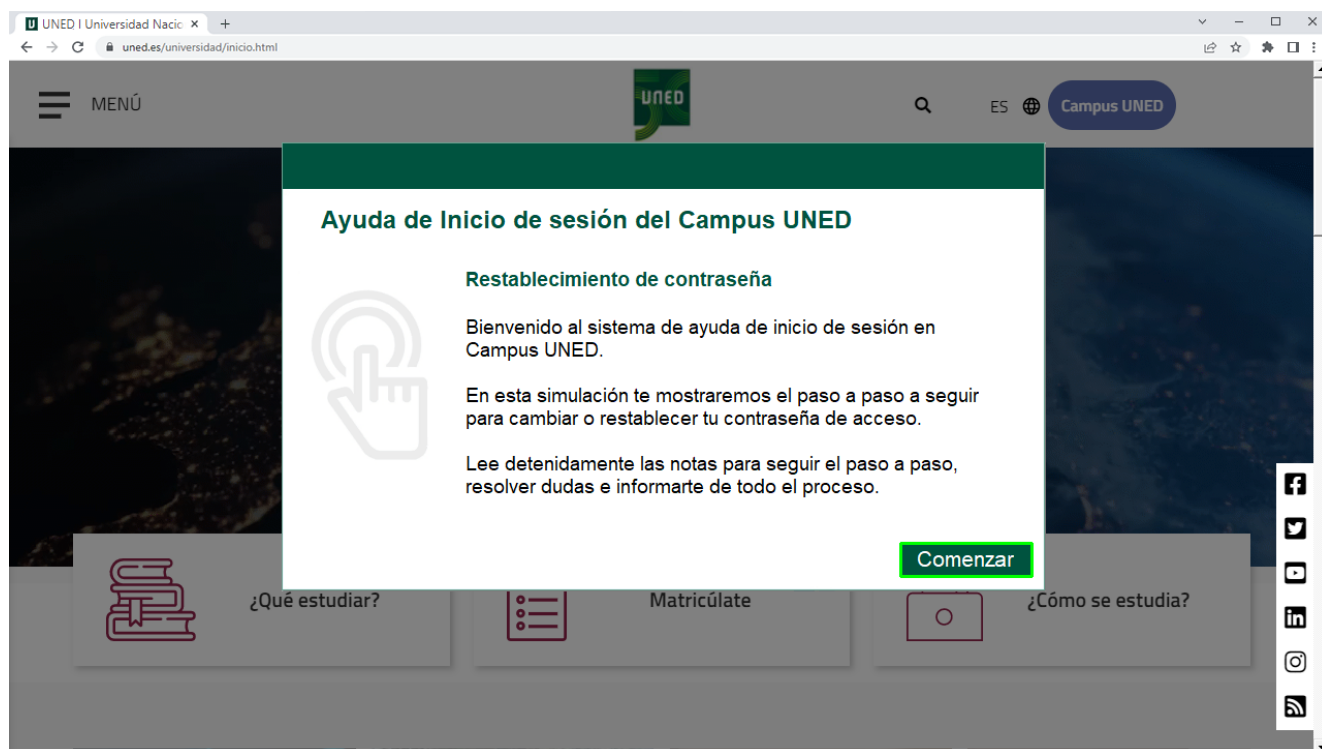 UNED I Universidad Nacic
uned.es/universidad/inicio.html
MENÚ
UNED
ES
Campus UNED
Ayuda de Inicio de sesión del Campus UNED
Restablecimiento de contraseña
Bienvenido al sistema de ayuda de inicio de sesión en
Campus UNED.
En esta simulación te mostraremos el paso a paso a seguir
para cambiar o restablecer tu contraseña de acceso.
Lee detenidamente las notas para seguir el paso a paso,
resolver dudas e informarte de todo el proceso.
Comenzar
¿Qué estudiar?
Matricúlate
¿Cómo se estudia?